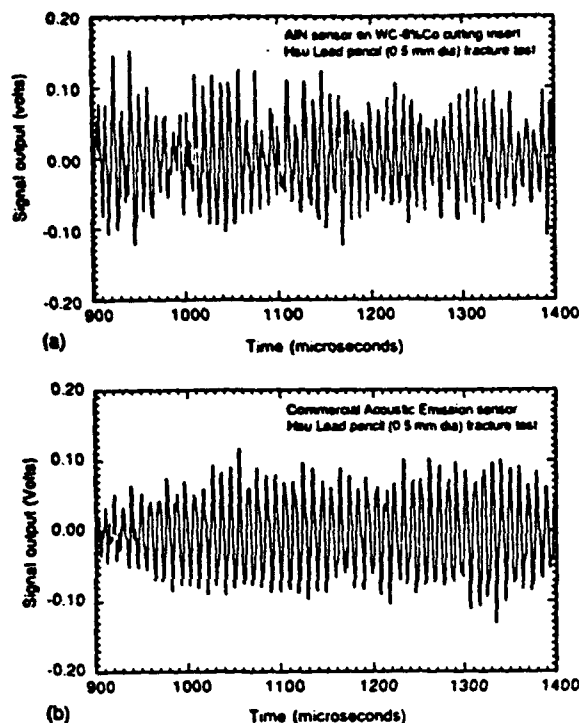 AlN sensor on WC-6%Co cutting insert
Hsu Lead pencil (0.5 mm dia) fracture test
Signal output (volts)
0.20
0.10
0.00
-0.10
-0.20
900 1000 1100 1200 1300 1400
(a)
Time (microseconds)
Commercial Acoustic Emission sensor
Hsu Lead pencil (0.5 mm dia) fracture test
Signal output (Volts)
0.20
0.10
0.00
-0.10
-0.20
900 1000 1100 1200 1300 1400
(b)
Time (microseconds)